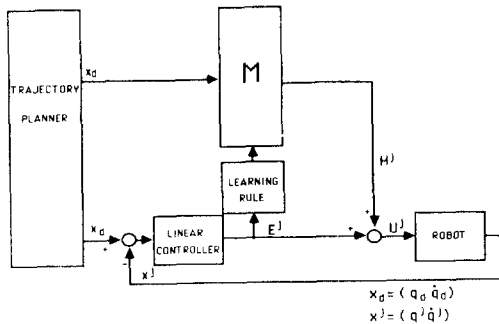 TRAJECTORY
PLANNER
x_d
M
LEARNING
RULE
M^j
x_d
+
-
x^j
LINEAR
CONTROLLER
E^j
+
+
U^j
ROBOT
x_d = ( q_d q̇_d )
x^j = ( q^j q̇^j )